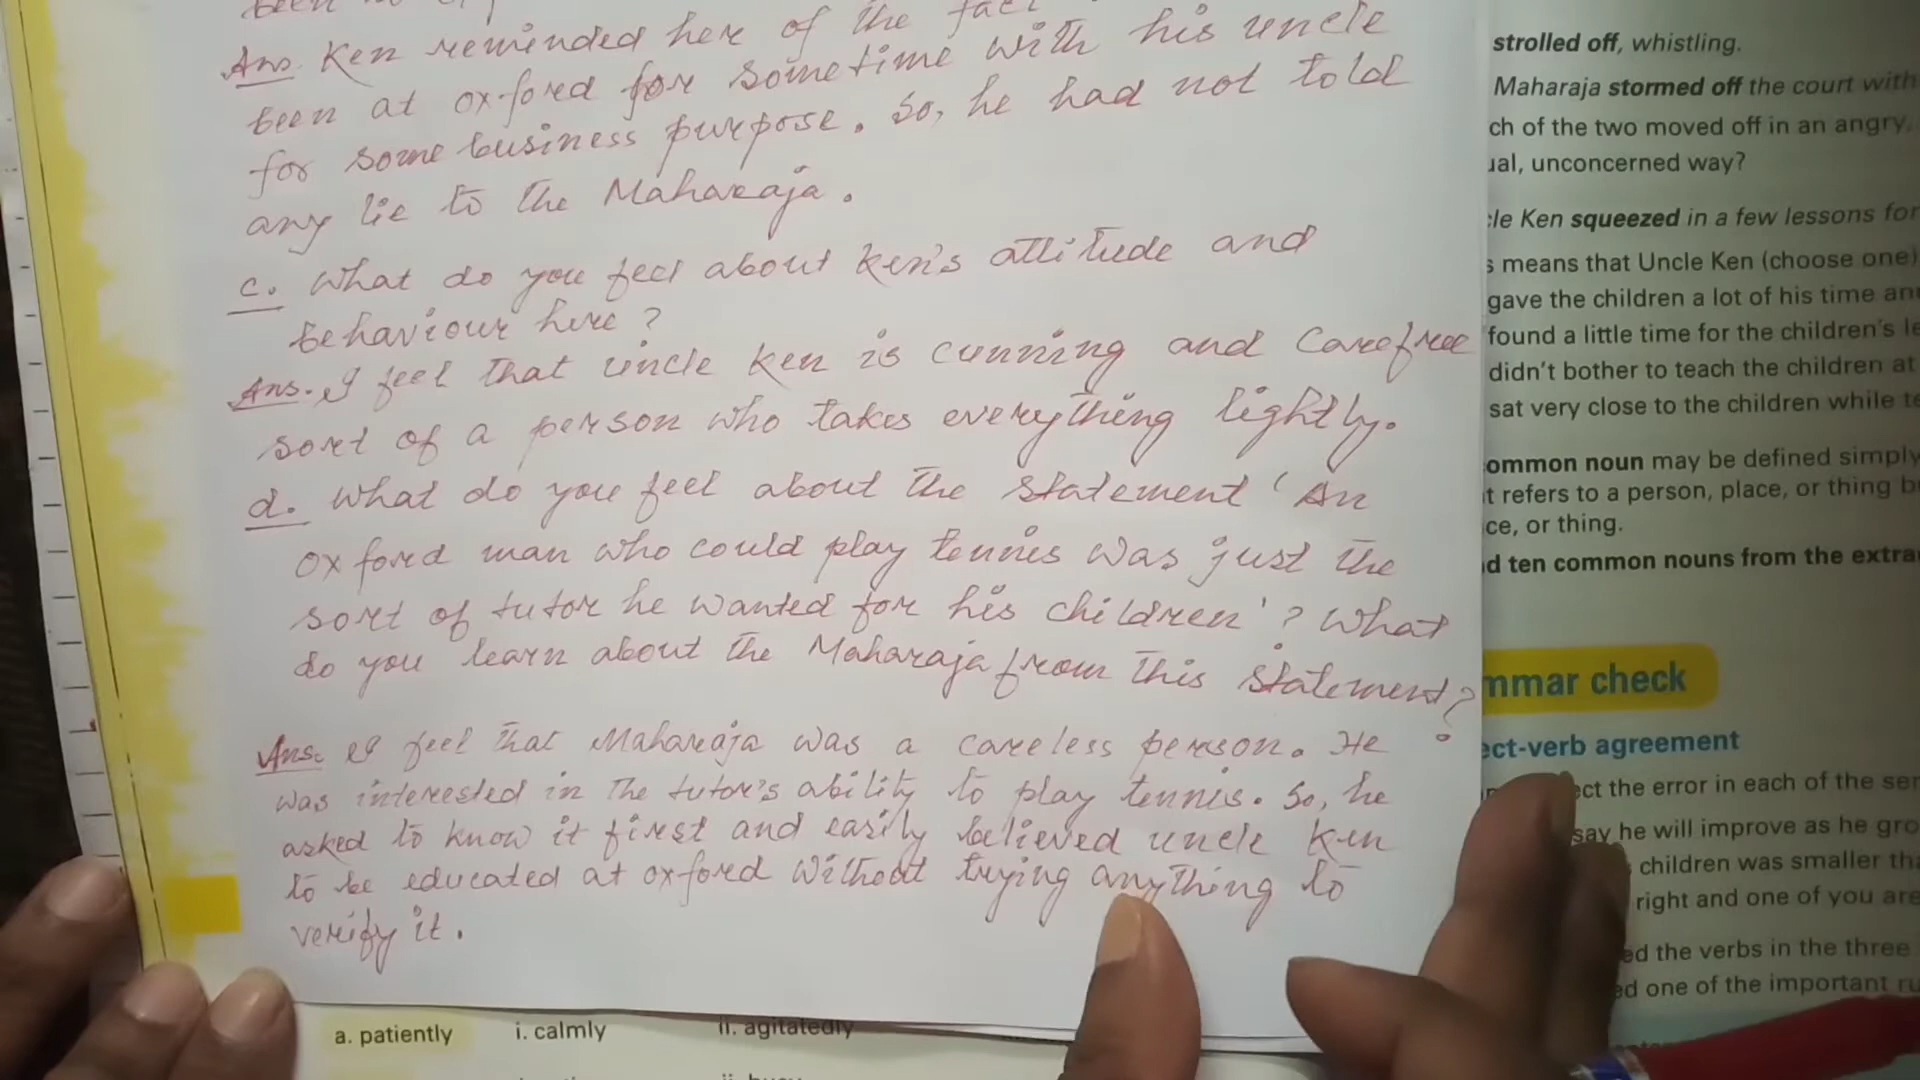 Ans. Ken reminded here of the fact
been at oxford for sometime with his uncle
for some business purpose. So, he had not told
any lie to the Maharaja.
c. What do you feel about Ken's attitude and
behaviour here?
Ans. I feel that uncle Ken is cunning and carefree
sort of a person who takes everything lightly.
d. What do you feel about the statement 'An
oxford man who could play tennis was just the
sort of tutor he wanted for his children'? What
do you learn about the Maharaja from this statement?
Ans. I feel that Maharaja was a careless person. He
was interested in the tutor's ability to play tennis. So, he
asked to know it first and easily believed uncle Ken
to be educated at oxford without trying anything to
verify it.
a. patiently i. calmly ii. agitatedly
strolled off, whistling.
Maharaja stormed off the court with
ch of the two moved off in an angry,
ual, unconcerned way?
cle Ken squeezed in a few lessons for
s means that Uncle Ken (choose one)
gave the children a lot of his time an
found a little time for the children's le
didn't bother to teach the children at
sat very close to the children while te
ommon noun may be defined simply
t refers to a person, place, or thing b
ce, or thing.
d ten common nouns from the extra
mmar check
ect-verb agreement
ect the error in each of the sen
say he will improve as he gro
children was smaller tha
right and one of you are
ed the verbs in the three
ed one of the important ru